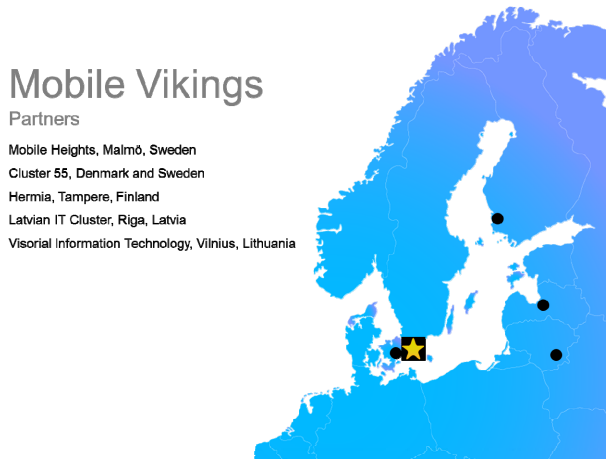 Mobile Vikings
Partners
Mobile Heights, Malmö, Sweden
Cluster 55, Denmark and Sweden
Hermia, Tampere, Finland
Latvian IT Cluster, Riga, Latvia
Visorial Information Technology, Vilnius, Lithuania